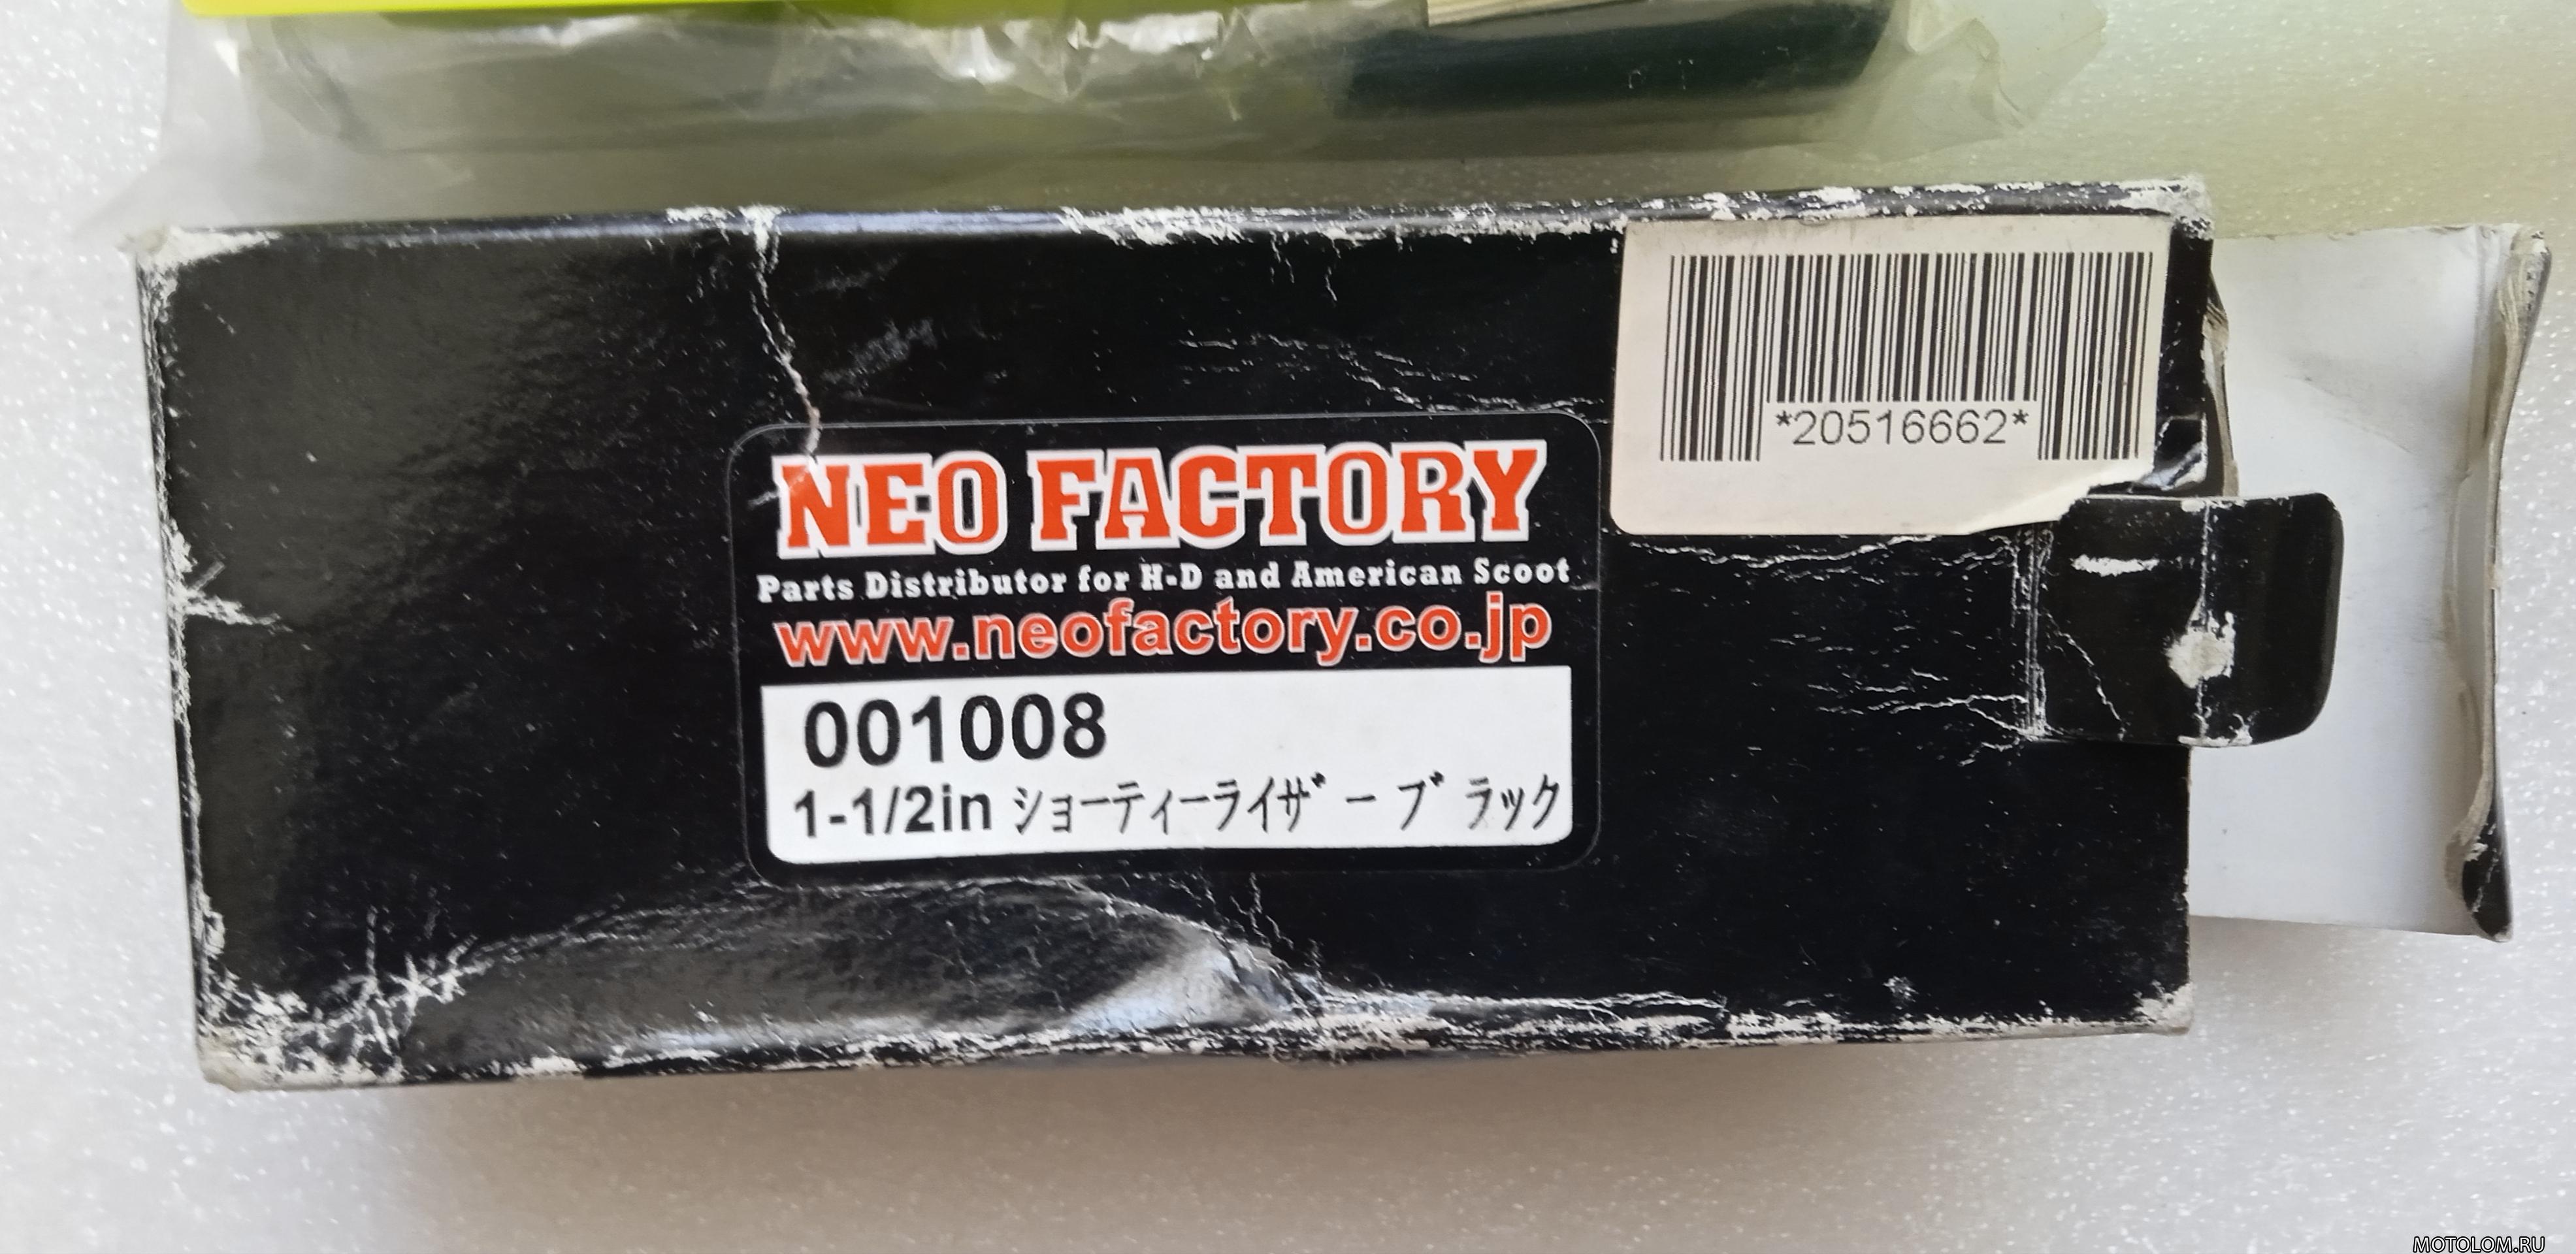 *20516662*
NEO FACTORY
Parts Distributor for H-D and American Scoot
www.neofactory.co.jp
001008
1-1/2in ショーティーライザーブラック
MOTOLOM.RU